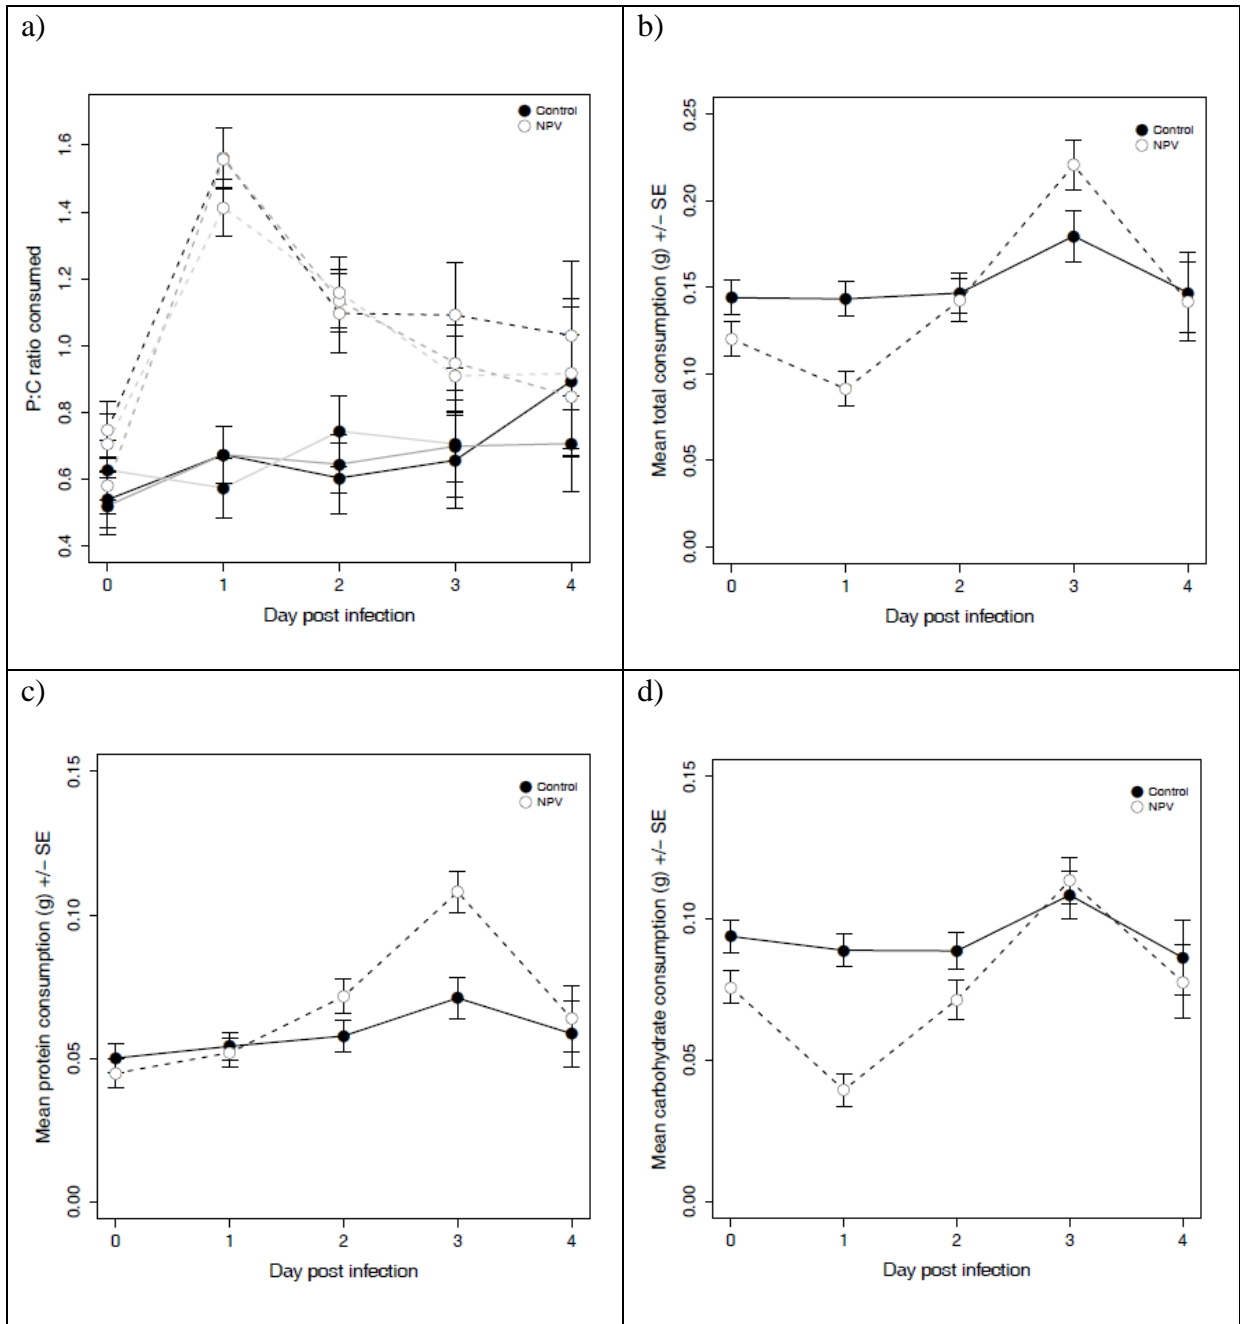 a)
Control
NPV
P:C ratio consumed
0.4 0.6 0.8 1.0 1.2 1.4 1.6
0 1 2 3 4
Day post infection
b)
Control
NPV
Mean total consumption (g) +/− SE
0.00 0.05 0.10 0.15 0.20 0.25
0 1 2 3 4
Day post infection
c)
Control
NPV
Mean protein consumption (g) +/− SE
0.00 0.05 0.10 0.15
0 1 2 3 4
Day post infection
d)
Control
NPV
Mean carbohydrate consumption (g) +/− SE
0.00 0.05 0.10 0.15
0 1 2 3 4
Day post infection